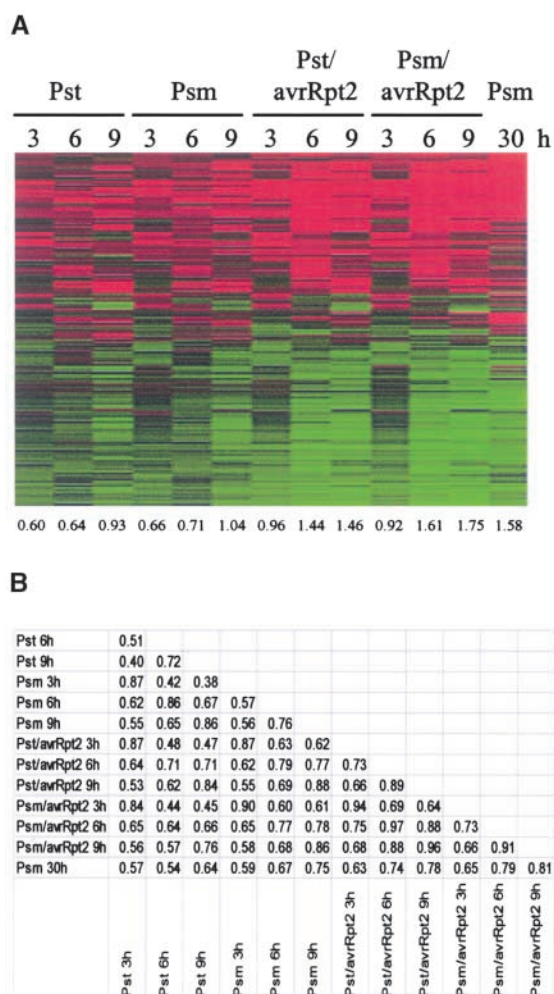 A
Pst Psm Pst/ avrRpt2 Psm/ avrRpt2 Psm
3 6 9 3 6 9 3 6 9 3 6 9 30 h
0.60 0.64 0.93 0.66 0.71 1.04 0.96 1.44 1.46 0.92 1.61 1.75 1.58
B
Pst 6h 0.51
Pst 9h 0.40 0.72
Psm 3h 0.87 0.42 0.38
Psm 6h 0.62 0.86 0.67 0.57
Psm 9h 0.55 0.65 0.86 0.56 0.76
Pst/avrRpt2 3h 0.87 0.48 0.47 0.87 0.63 0.62
Pst/avrRpt2 6h 0.64 0.71 0.71 0.62 0.79 0.77 0.73
Pst/avrRpt2 9h 0.53 0.62 0.84 0.55 0.69 0.88 0.66 0.89
Psm/avrRpt2 3h 0.84 0.44 0.45 0.90 0.60 0.61 0.94 0.69 0.64
Psm/avrRpt2 6h 0.65 0.64 0.66 0.65 0.77 0.78 0.75 0.97 0.88 0.73
Psm/avrRpt2 9h 0.56 0.57 0.76 0.58 0.68 0.86 0.68 0.88 0.96 0.66 0.91
Psm 30h 0.57 0.54 0.64 0.59 0.67 0.75 0.63 0.74 0.78 0.65 0.79 0.81
Pst 3h
Pst 6h
Pst 9h
Psm 3h
Psm 6h
Psm 9h
Pst/avrRpt2 3h
Pst/avrRpt2 6h
Pst/avrRpt2 9h
Psm/avrRpt2 3h
Psm/avrRpt2 6h
Psm/avrRpt2 9h